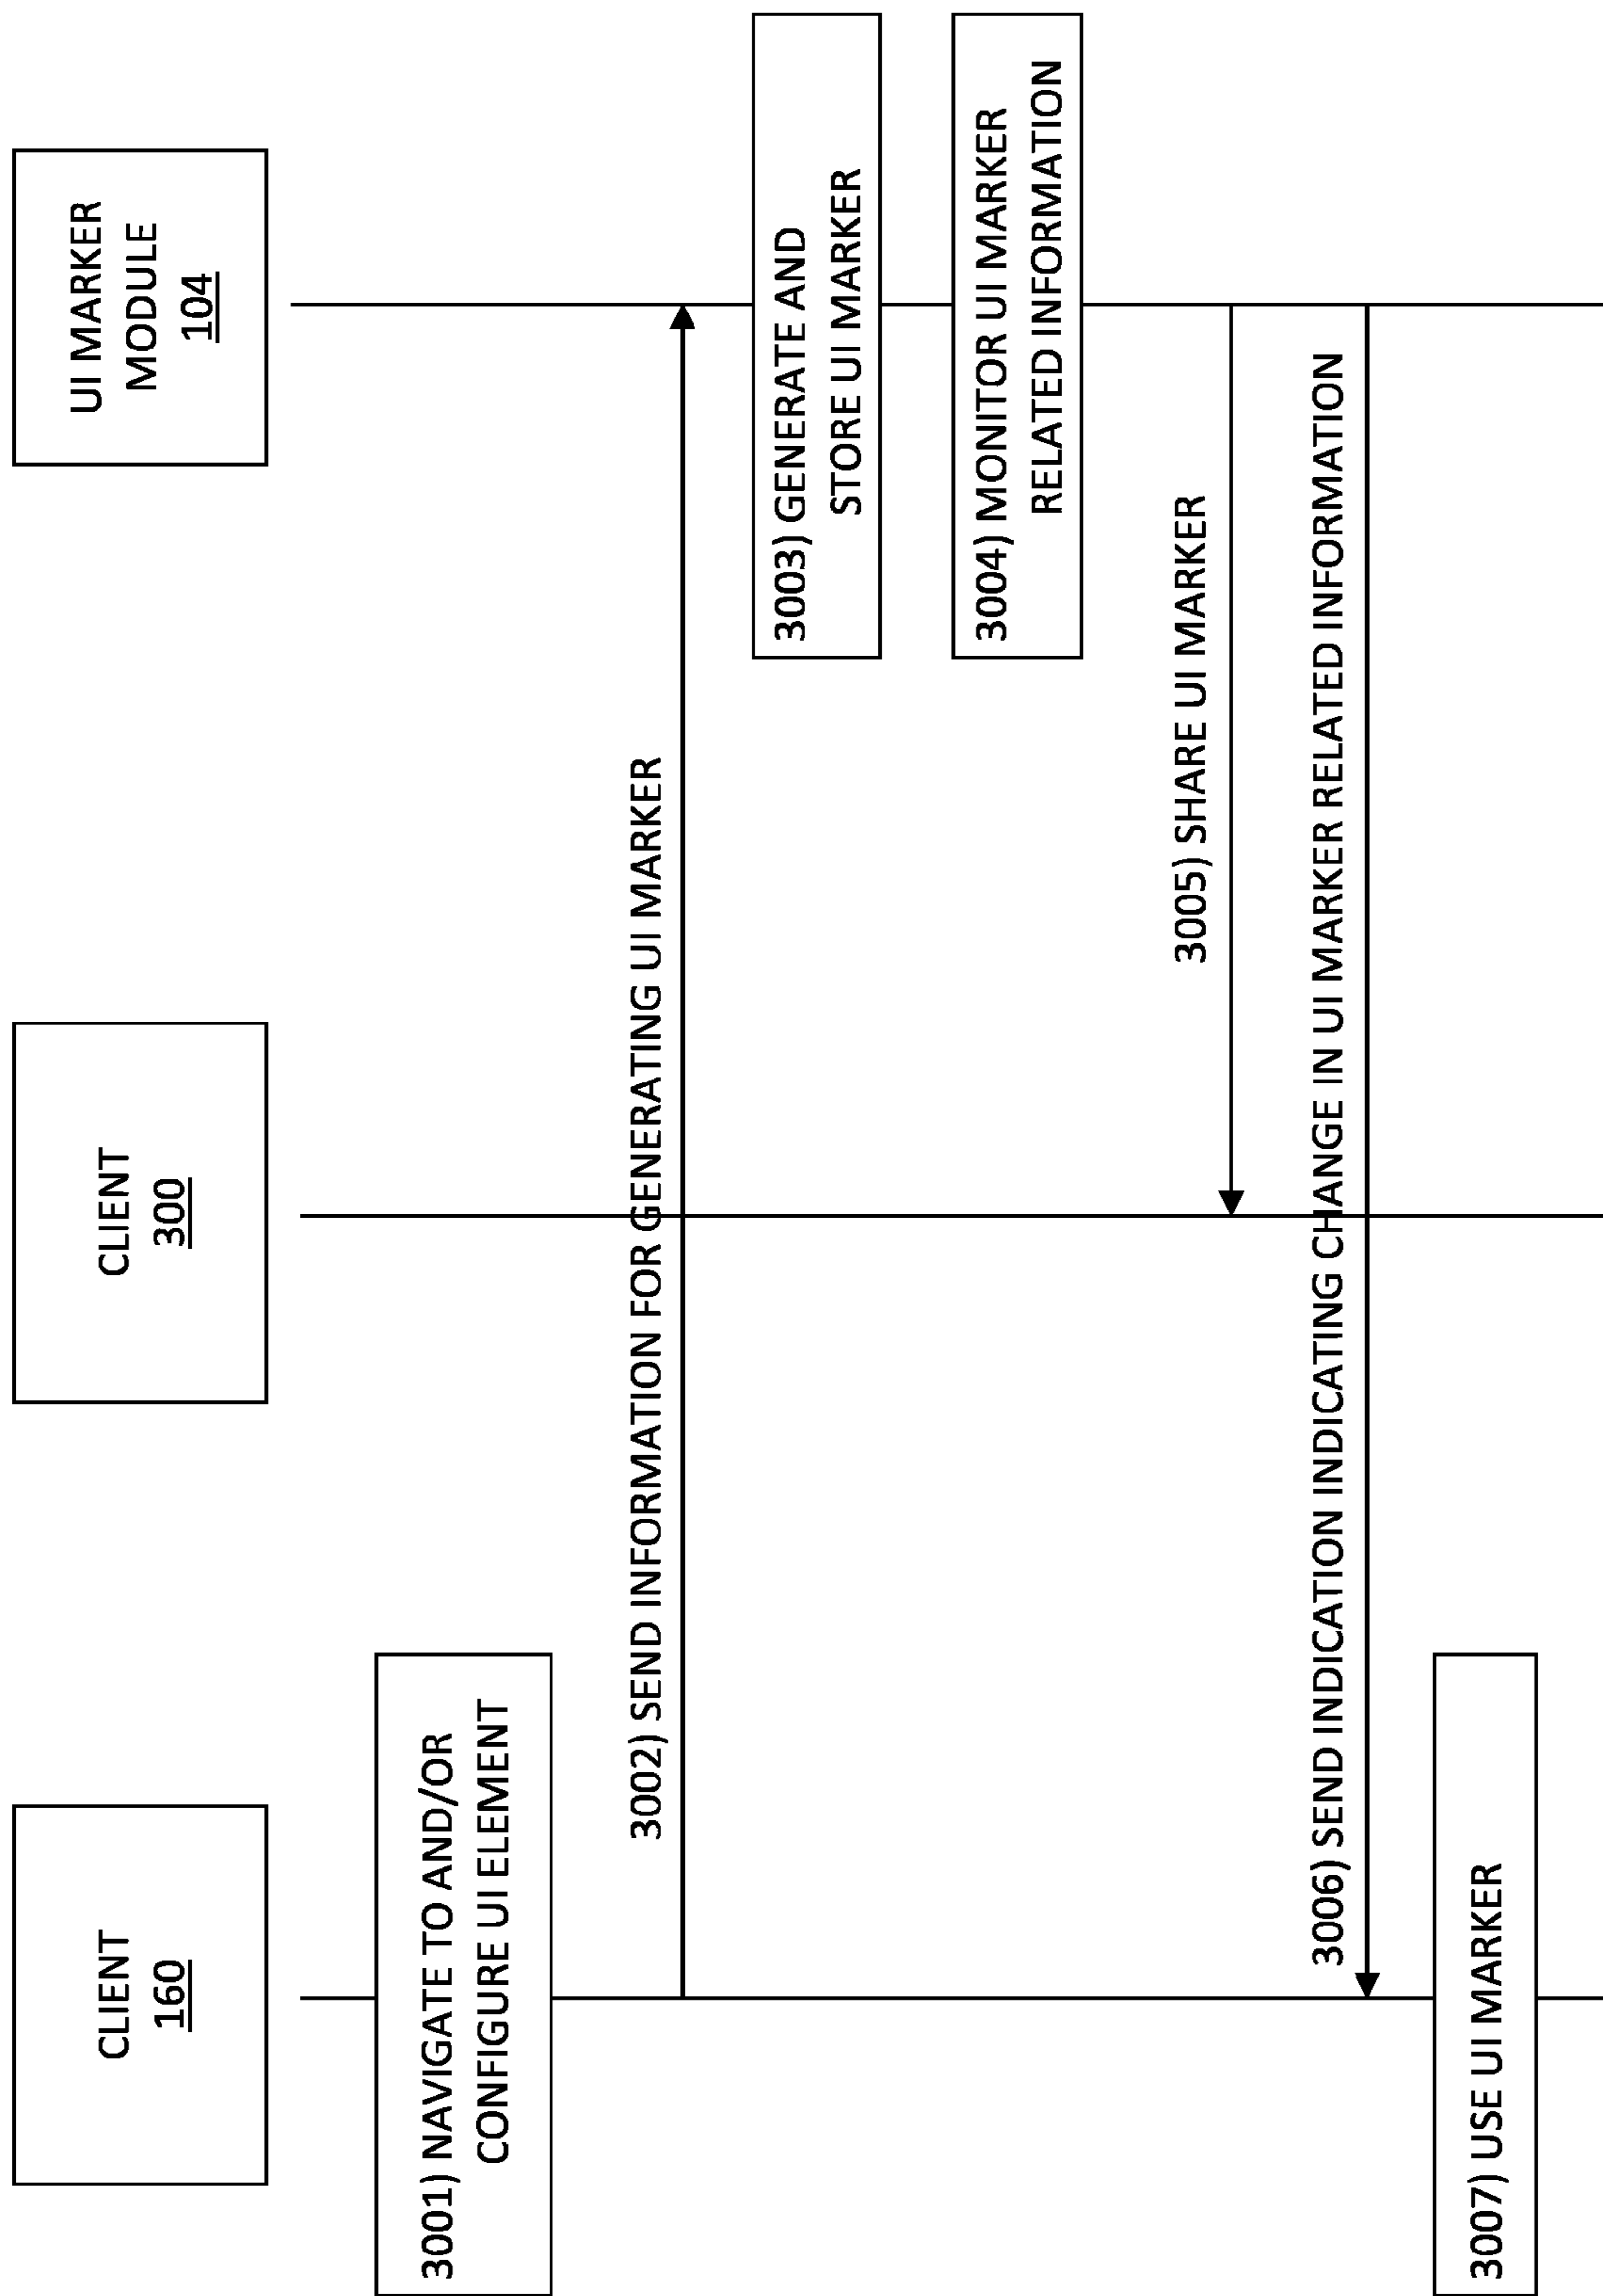 CLIENT
160
CLIENT
300
UI MARKER
MODULE
104
3001) NAVIGATE TO AND/OR
CONFIGURE UI ELEMENT
3002) SEND INFORMATION FOR GENERATING UI MARKER
3003) GENERATE AND
STORE UI MARKER
3004) MONITOR UI MARKER
RELATED INFORMATION
3005) SHARE UI MARKER
3006) SEND INDICATION INDICATING CHANGE IN UI MARKER RELATED INFORMATION
3007) USE UI MARKER